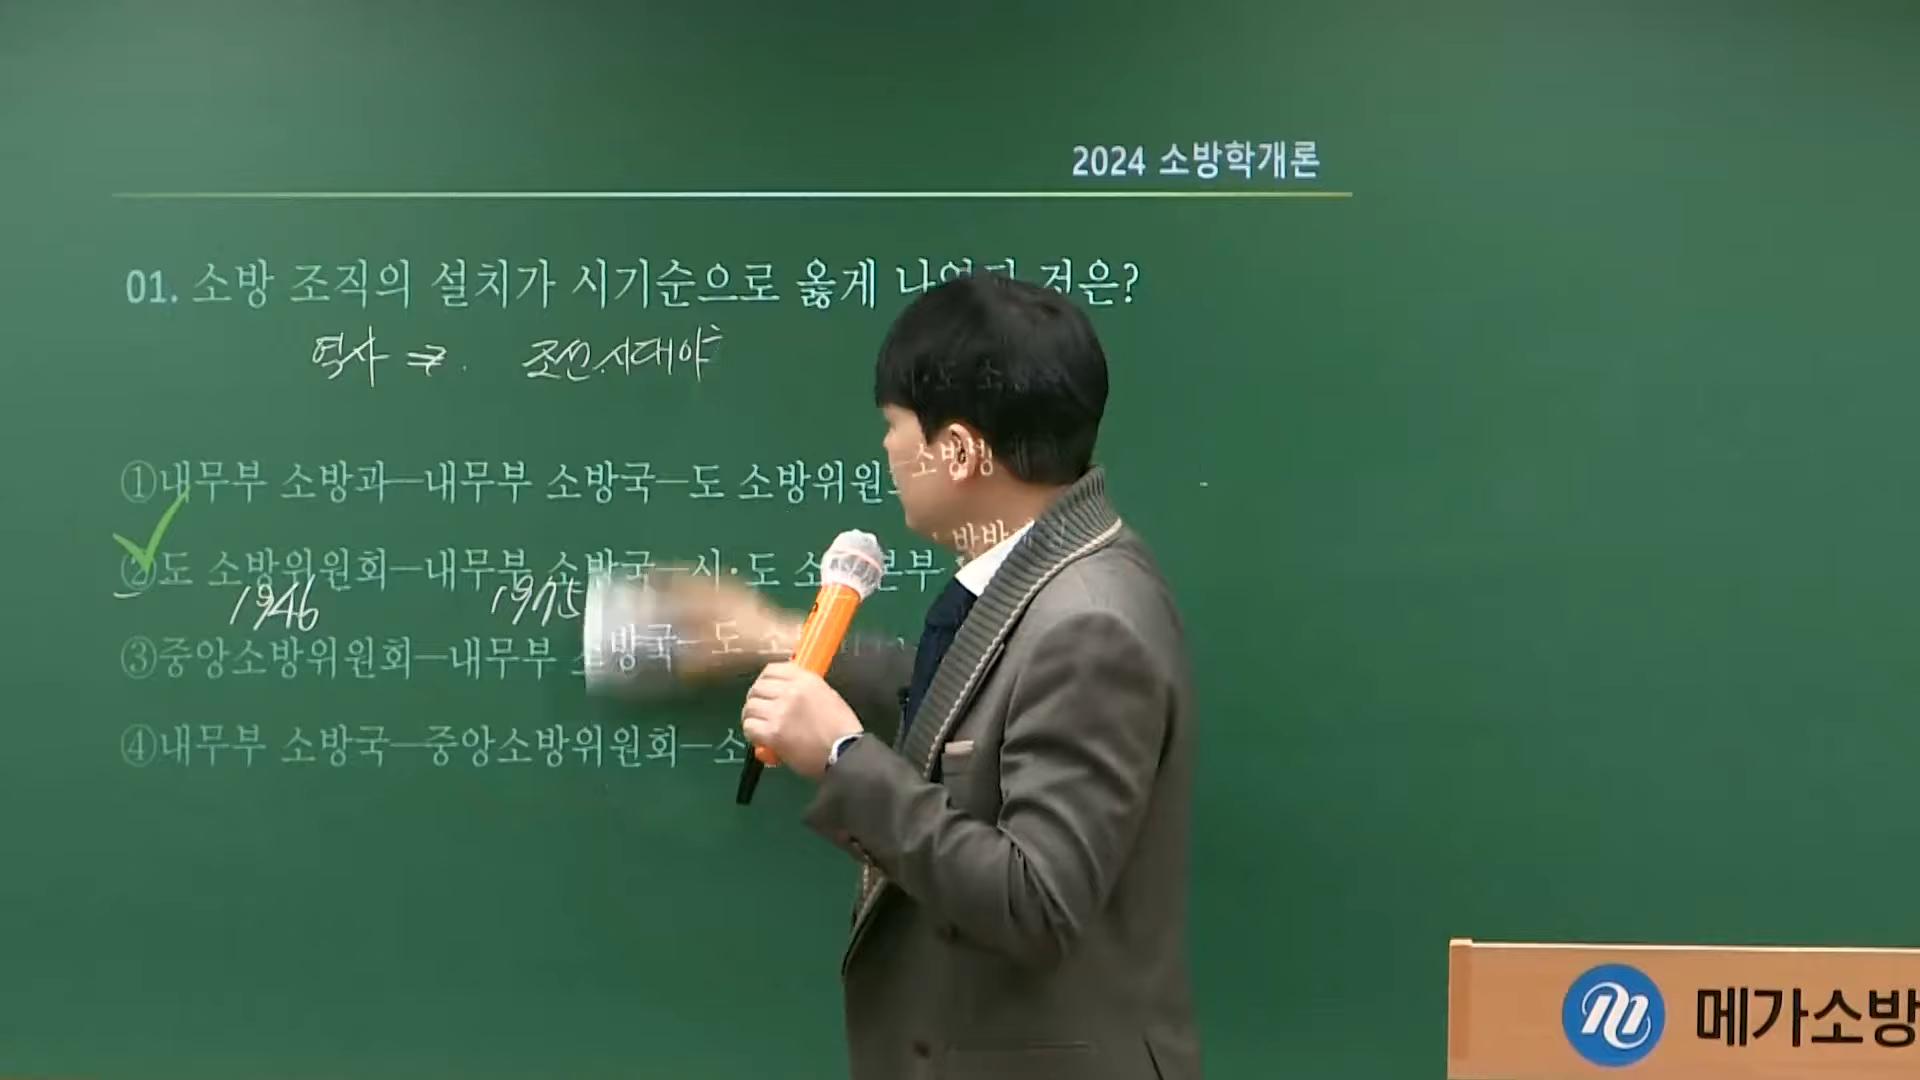 2024 소방학개론
01. 소방 조직의 설치가 시기순으로 옳게 것은?
역사 ⇒. 조선시대야
①내무부 소방과―내무부 소방국―도 소방위원
②도 소방위원회―내무부 소방국―시·도 소 본부
1946 1975
③중앙소방위원회―내무부 소방국―도 소
④내무부 소방국―중앙소방위원회―소
메가소방